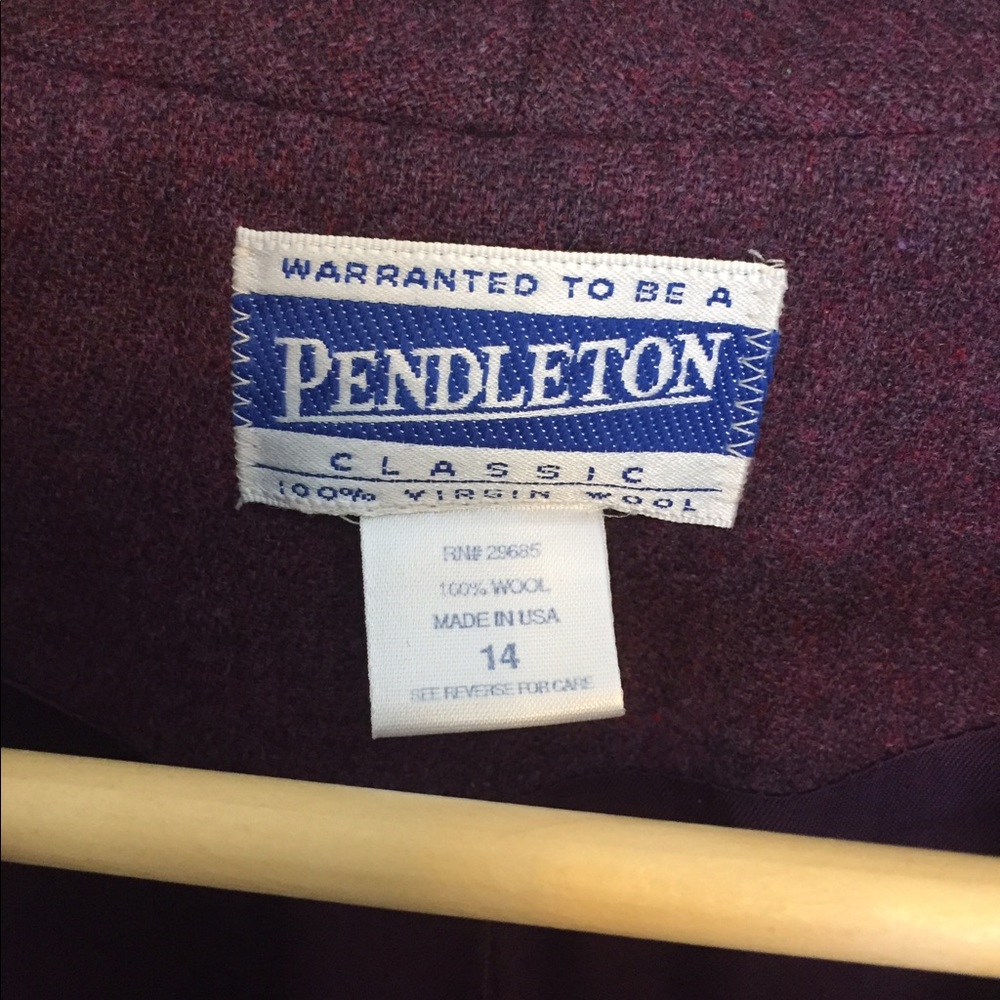 WARRANTED TO BE A
PENDLETON
CLASSIC
100% VIRGIN WOOL
RN# 29685
100% WOOL
MADE IN USA
14
SEE REVERSE FOR CARE